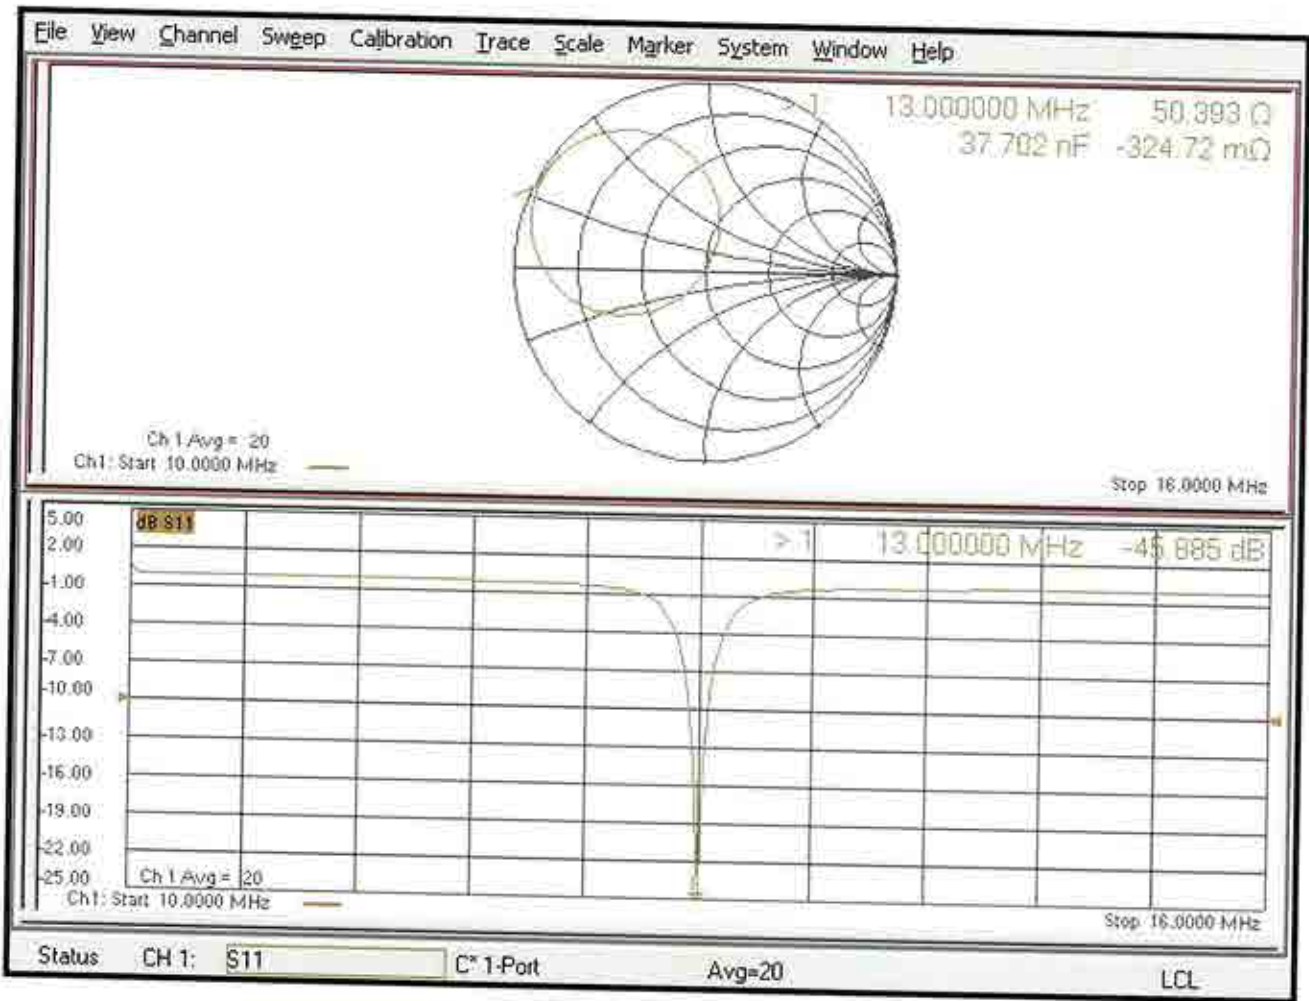 File View Channel Sweep Calibration Trace Scale Marker System Window Help
> 1: 13.000000 MHz 50.393 Ω
37.702 nF -324.72 mΩ
Ch 1 Avg = 20
Ch1: Start 10.0000 MHz
Stop 16.0000 MHz
5.00
dB S11
2.00
> 1: 13.000000 MHz -45.885 dB
-1.00
-4.00
-7.00
-10.00
-13.00
-16.00
-19.00
-22.00
-25.00
Ch 1 Avg = 20
Ch1: Start 10.0000 MHz
Stop 16.0000 MHz
Status CH 1: S11 C* 1-Port Avg=20 LCL